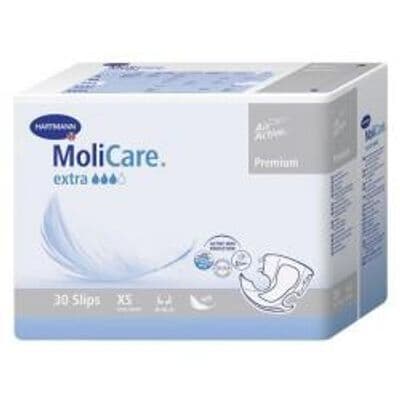 HARTMANN
MoliCare.
extra
Air
Active
Premium
30 Slips XS